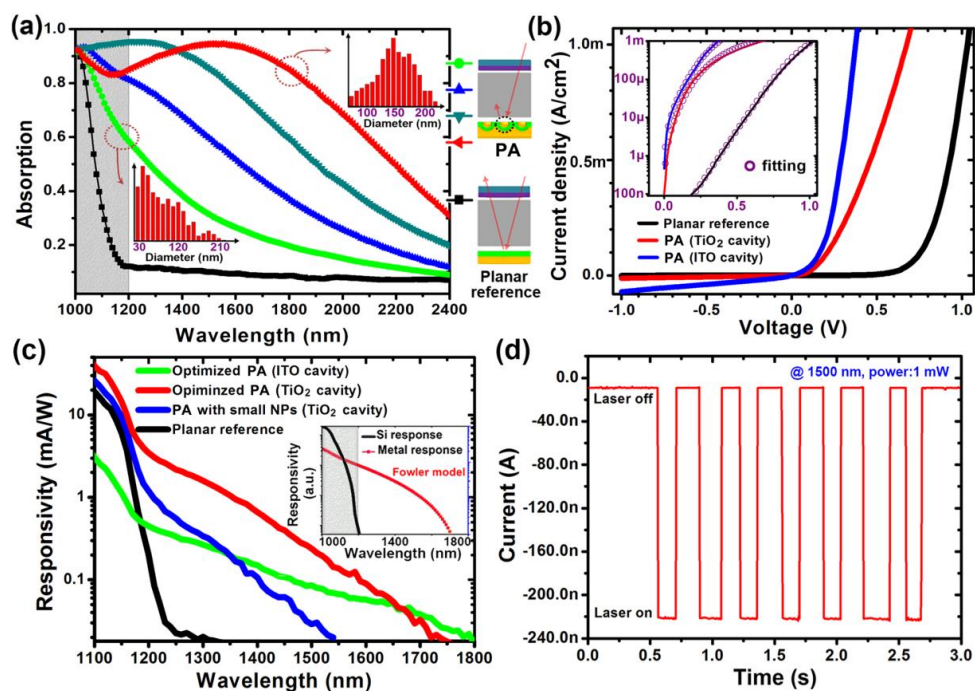 (a)
1.0
0.8
0.6
0.4
0.2
Absorption
1000 1200 1400 1600 1800 2000 2200 2400
Wavelength (nm)
100 150 200
Diameter (nm)
30 120 210
Diameter (nm)
PA
Planar
reference
(b)
1.0m
0.5m
0.0
Current density (A/cm2)
-1.0 -0.5 0.0 0.5 1.0
Voltage (V)
1m
100μ
10μ
1μ
100n
0.0 0.5 1.0
fitting
Planar reference
PA (TiO2 cavity)
PA (ITO cavity)
(c)
10
1
0.1
Responsivity (mA/W)
1100 1200 1300 1400 1500 1600 1700 1800
Wavelength (nm)
Optimized PA (ITO cavity)
Opiminzed PA (TiO2 cavity)
PA with small NPs (TiO2 cavity)
Planar reference
Si response
Metal response
Fowler model
Responsivity
(a.u.)
1000 1400 1800
Wavelength (nm)
(d)
0.0
-40.0n
-80.0n
-120.0n
-160.0n
-200.0n
-240.0n
Current (A)
@ 1500 nm, power:1 mW
Laser off
Laser on
0.0 0.5 1.0 1.5 2.0 2.5 3.0
Time (s)